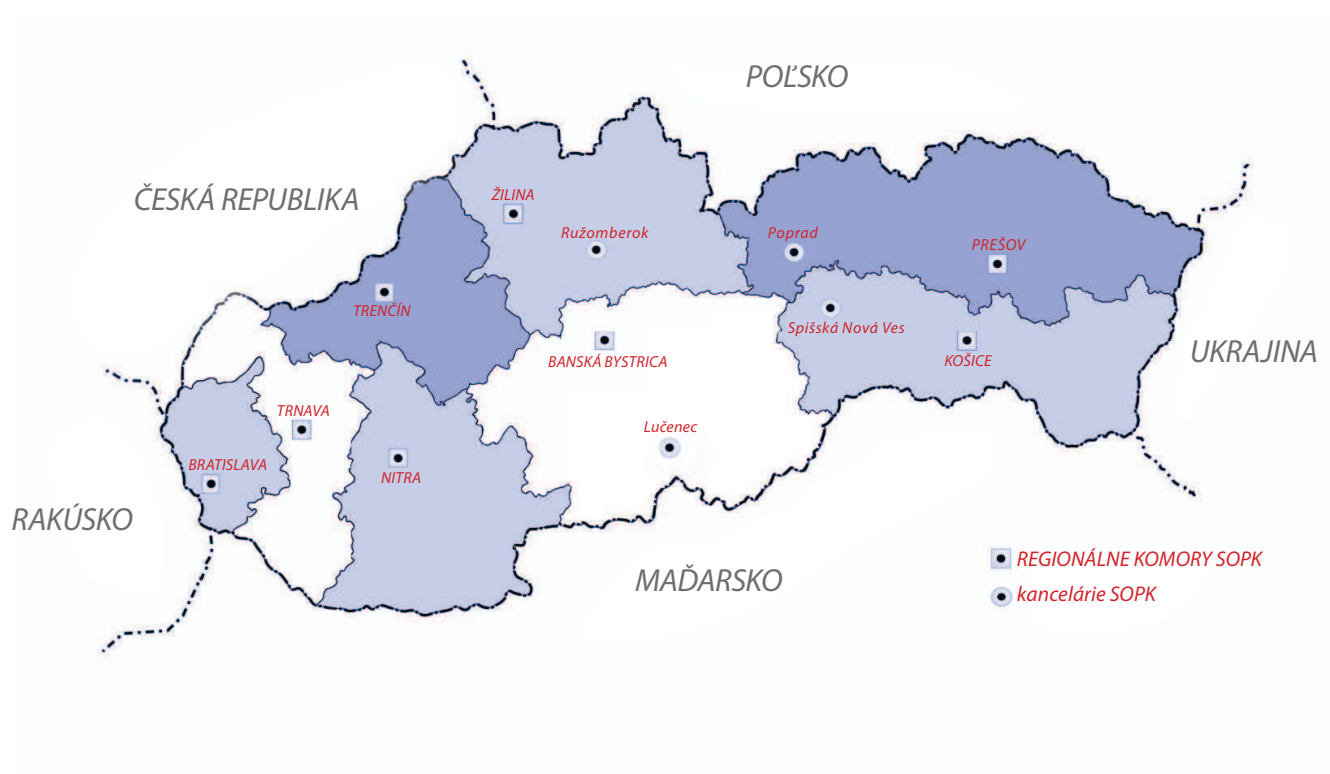 POĽSKO
ČESKÁ REPUBLIKA
ŽILINA
Ružomberok
Poprad
PREŠOV
TRENČÍN
Spišská Nová Ves
BANSKÁ BYSTRICA
KOŠICE
UKRAJINA
TRNAVA
Lučenec
BRATISLAVA
NITRA
RAKÚSKO
MAĎARSKO
REGIONÁLNE KOMORY SOPK
kancelárie SOPK